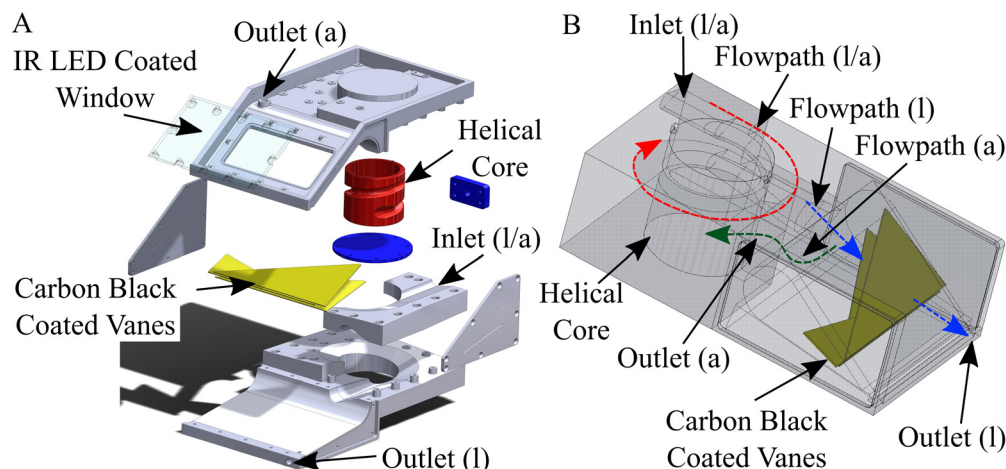 A
Outlet (a)
IR LED Coated
Window
Helical
Core
Inlet (l/a)
Carbon Black
Coated Vanes
Outlet (l)
B
Inlet (l/a)
Flowpath (l/a)
Flowpath (l)
Flowpath (a)
Helical
Core
Outlet (a)
Carbon Black
Coated Vanes
Outlet (l)